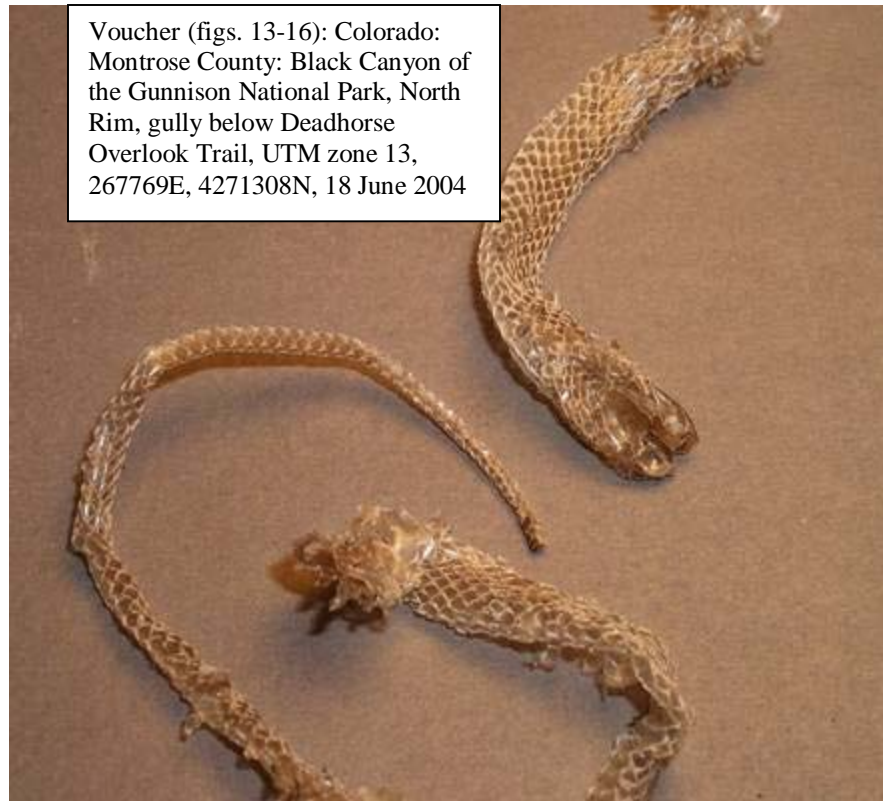 Voucher (figs. 13-16): Colorado:
Montrose County: Black Canyon of
the Gunnison National Park, North
Rim, gully below Deadhorse
Overlook Trail, UTM zone 13,
267769E, 4271308N, 18 June 2004